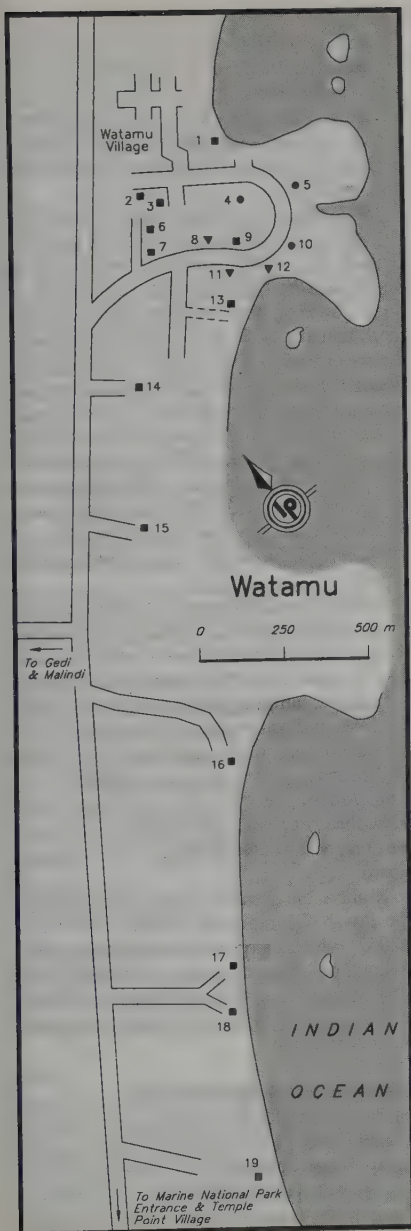 Watamu
Village
1
2
3
4
5
6
7
8
9
10
11
12
13
14
15
LP
Watamu
0 250 500 m
To Gedi
& Malindi
16
17
18
INDIAN
OCEAN
19
To Marine National Park
Entrance & Temple
Point Village